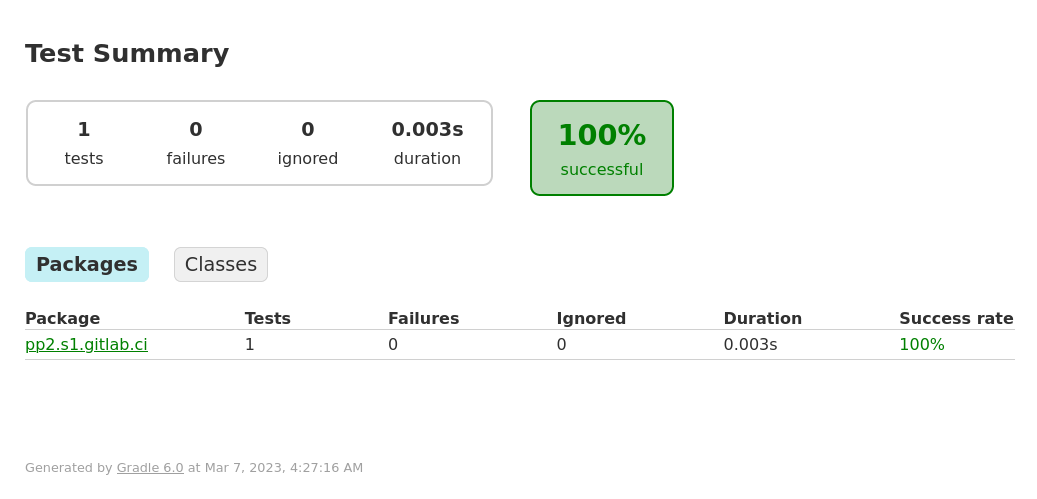 Test Summary
1 0 0 0.003s
tests failures ignored duration
100%
successful
Packages Classes
Package Tests Failures Ignored Duration Success rate
pp2.s1.gitlab.ci 1 0 0 0.003s 100%
Generated by Gradle 6.0 at Mar 7, 2023, 4:27:16 AM